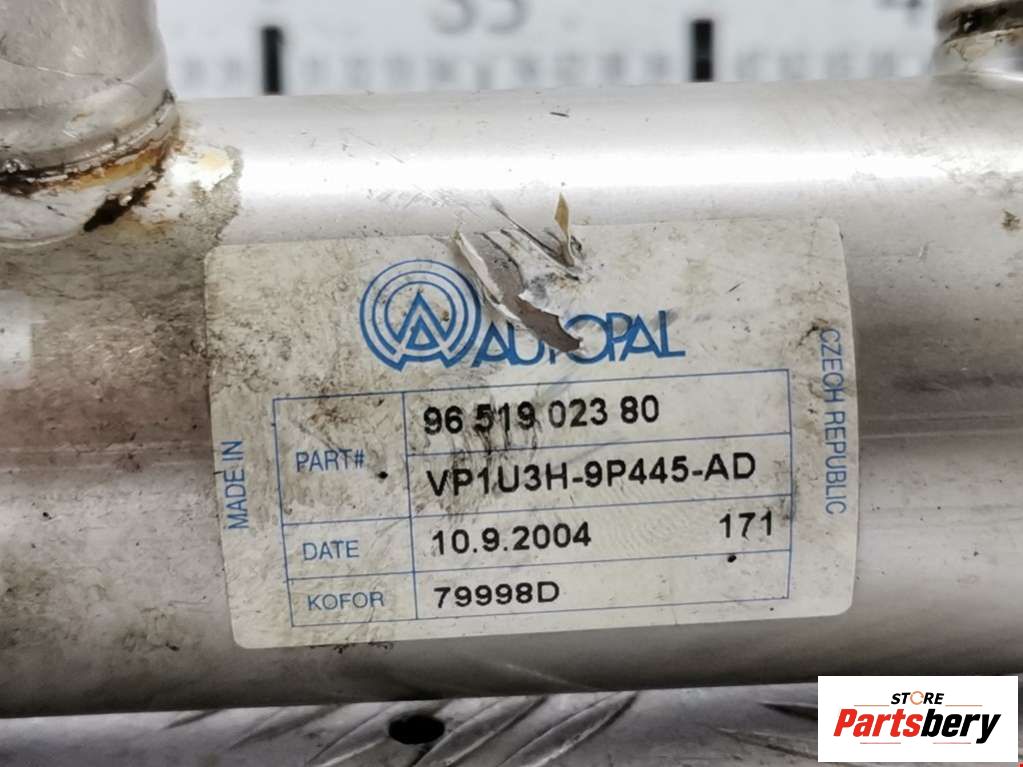 33
AUTOPAL
PART#
96 519 023 80
VP1U3H-9P445-AD
DATE
10.9.2004 171
KOFOR
79998D
MADE IN
CZECH REPUBLIC
STORE
Partsbery